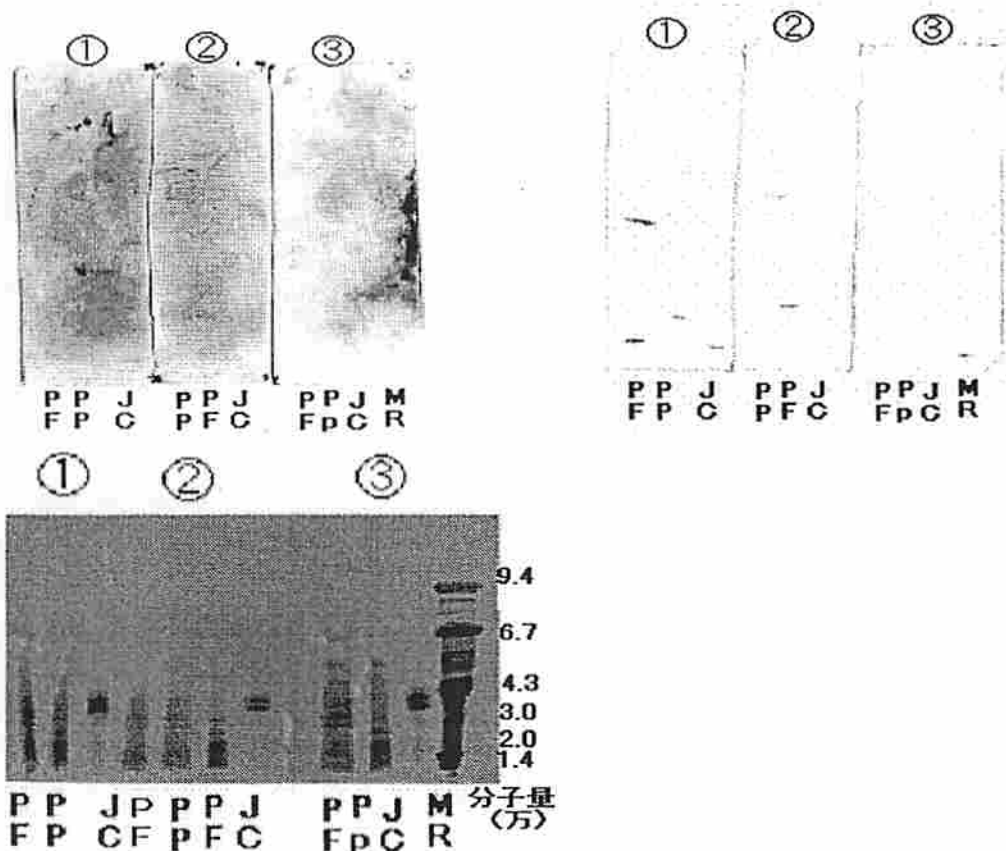 ① ② ③
① ② ③
P P J P P J P P J M
F P C P F C F p C R
P P J P P J P P J M
F P C P F C F p C R
① ② ③
9.4
6.7
4.3
3.0
2.0
1.4
P P J P P P J P P J M 分子量
F P C F P F C F p C R (万)